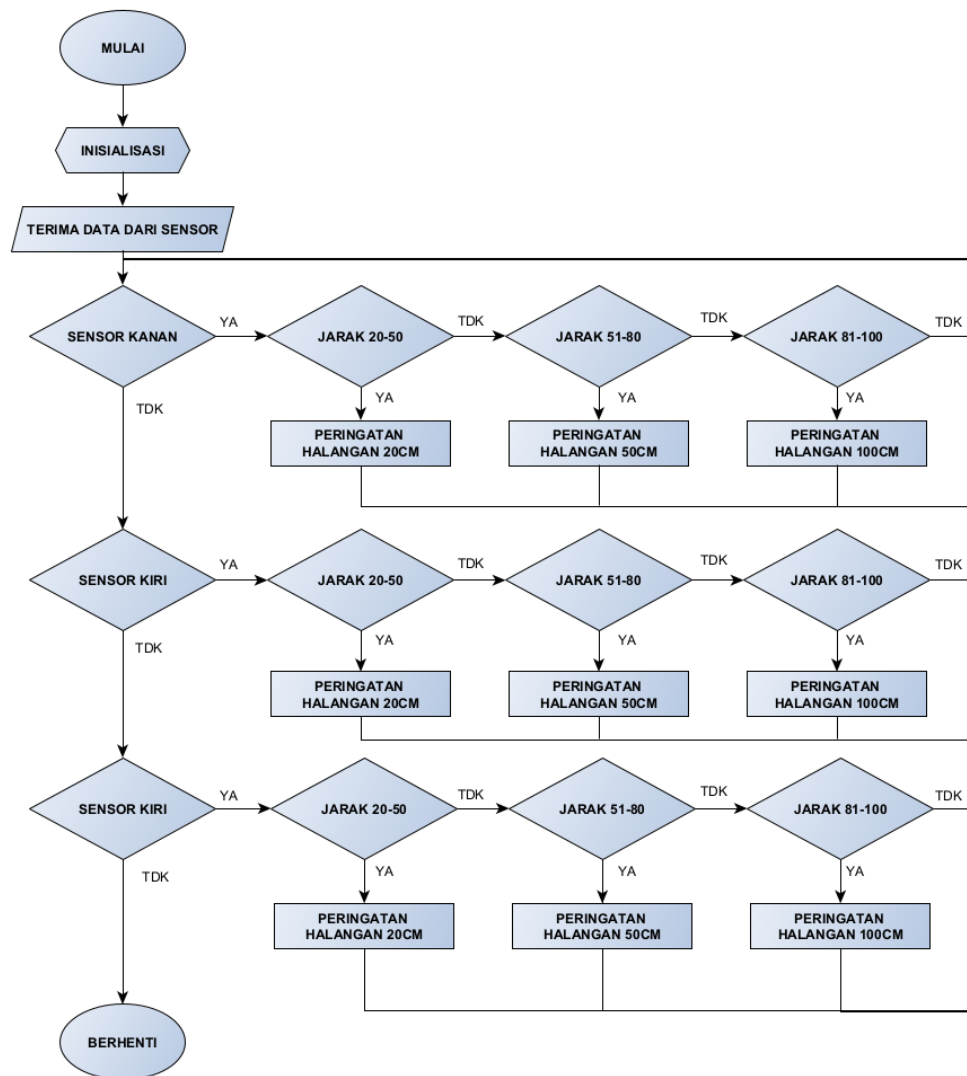 MULAI
INISIALISASI
TERIMA DATA DARI SENSOR
SENSOR KANAN
YA
JARAK 20-50
TDK
JARAK 51-80
TDK
JARAK 81-100
TDK
TDK
YA
YA
YA
PERINGATAN
HALANGAN 20CM
PERINGATAN
HALANGAN 50CM
PERINGATAN
HALANGAN 100CM
SENSOR KIRI
YA
JARAK 20-50
TDK
JARAK 51-80
TDK
JARAK 81-100
TDK
TDK
YA
YA
YA
PERINGATAN
HALANGAN 20CM
PERINGATAN
HALANGAN 50CM
PERINGATAN
HALANGAN 100CM
SENSOR KIRI
YA
JARAK 20-50
TDK
JARAK 51-80
TDK
JARAK 81-100
TDK
TDK
YA
YA
YA
PERINGATAN
HALANGAN 20CM
PERINGATAN
HALANGAN 50CM
PERINGATAN
HALANGAN 100CM
BERHENTI